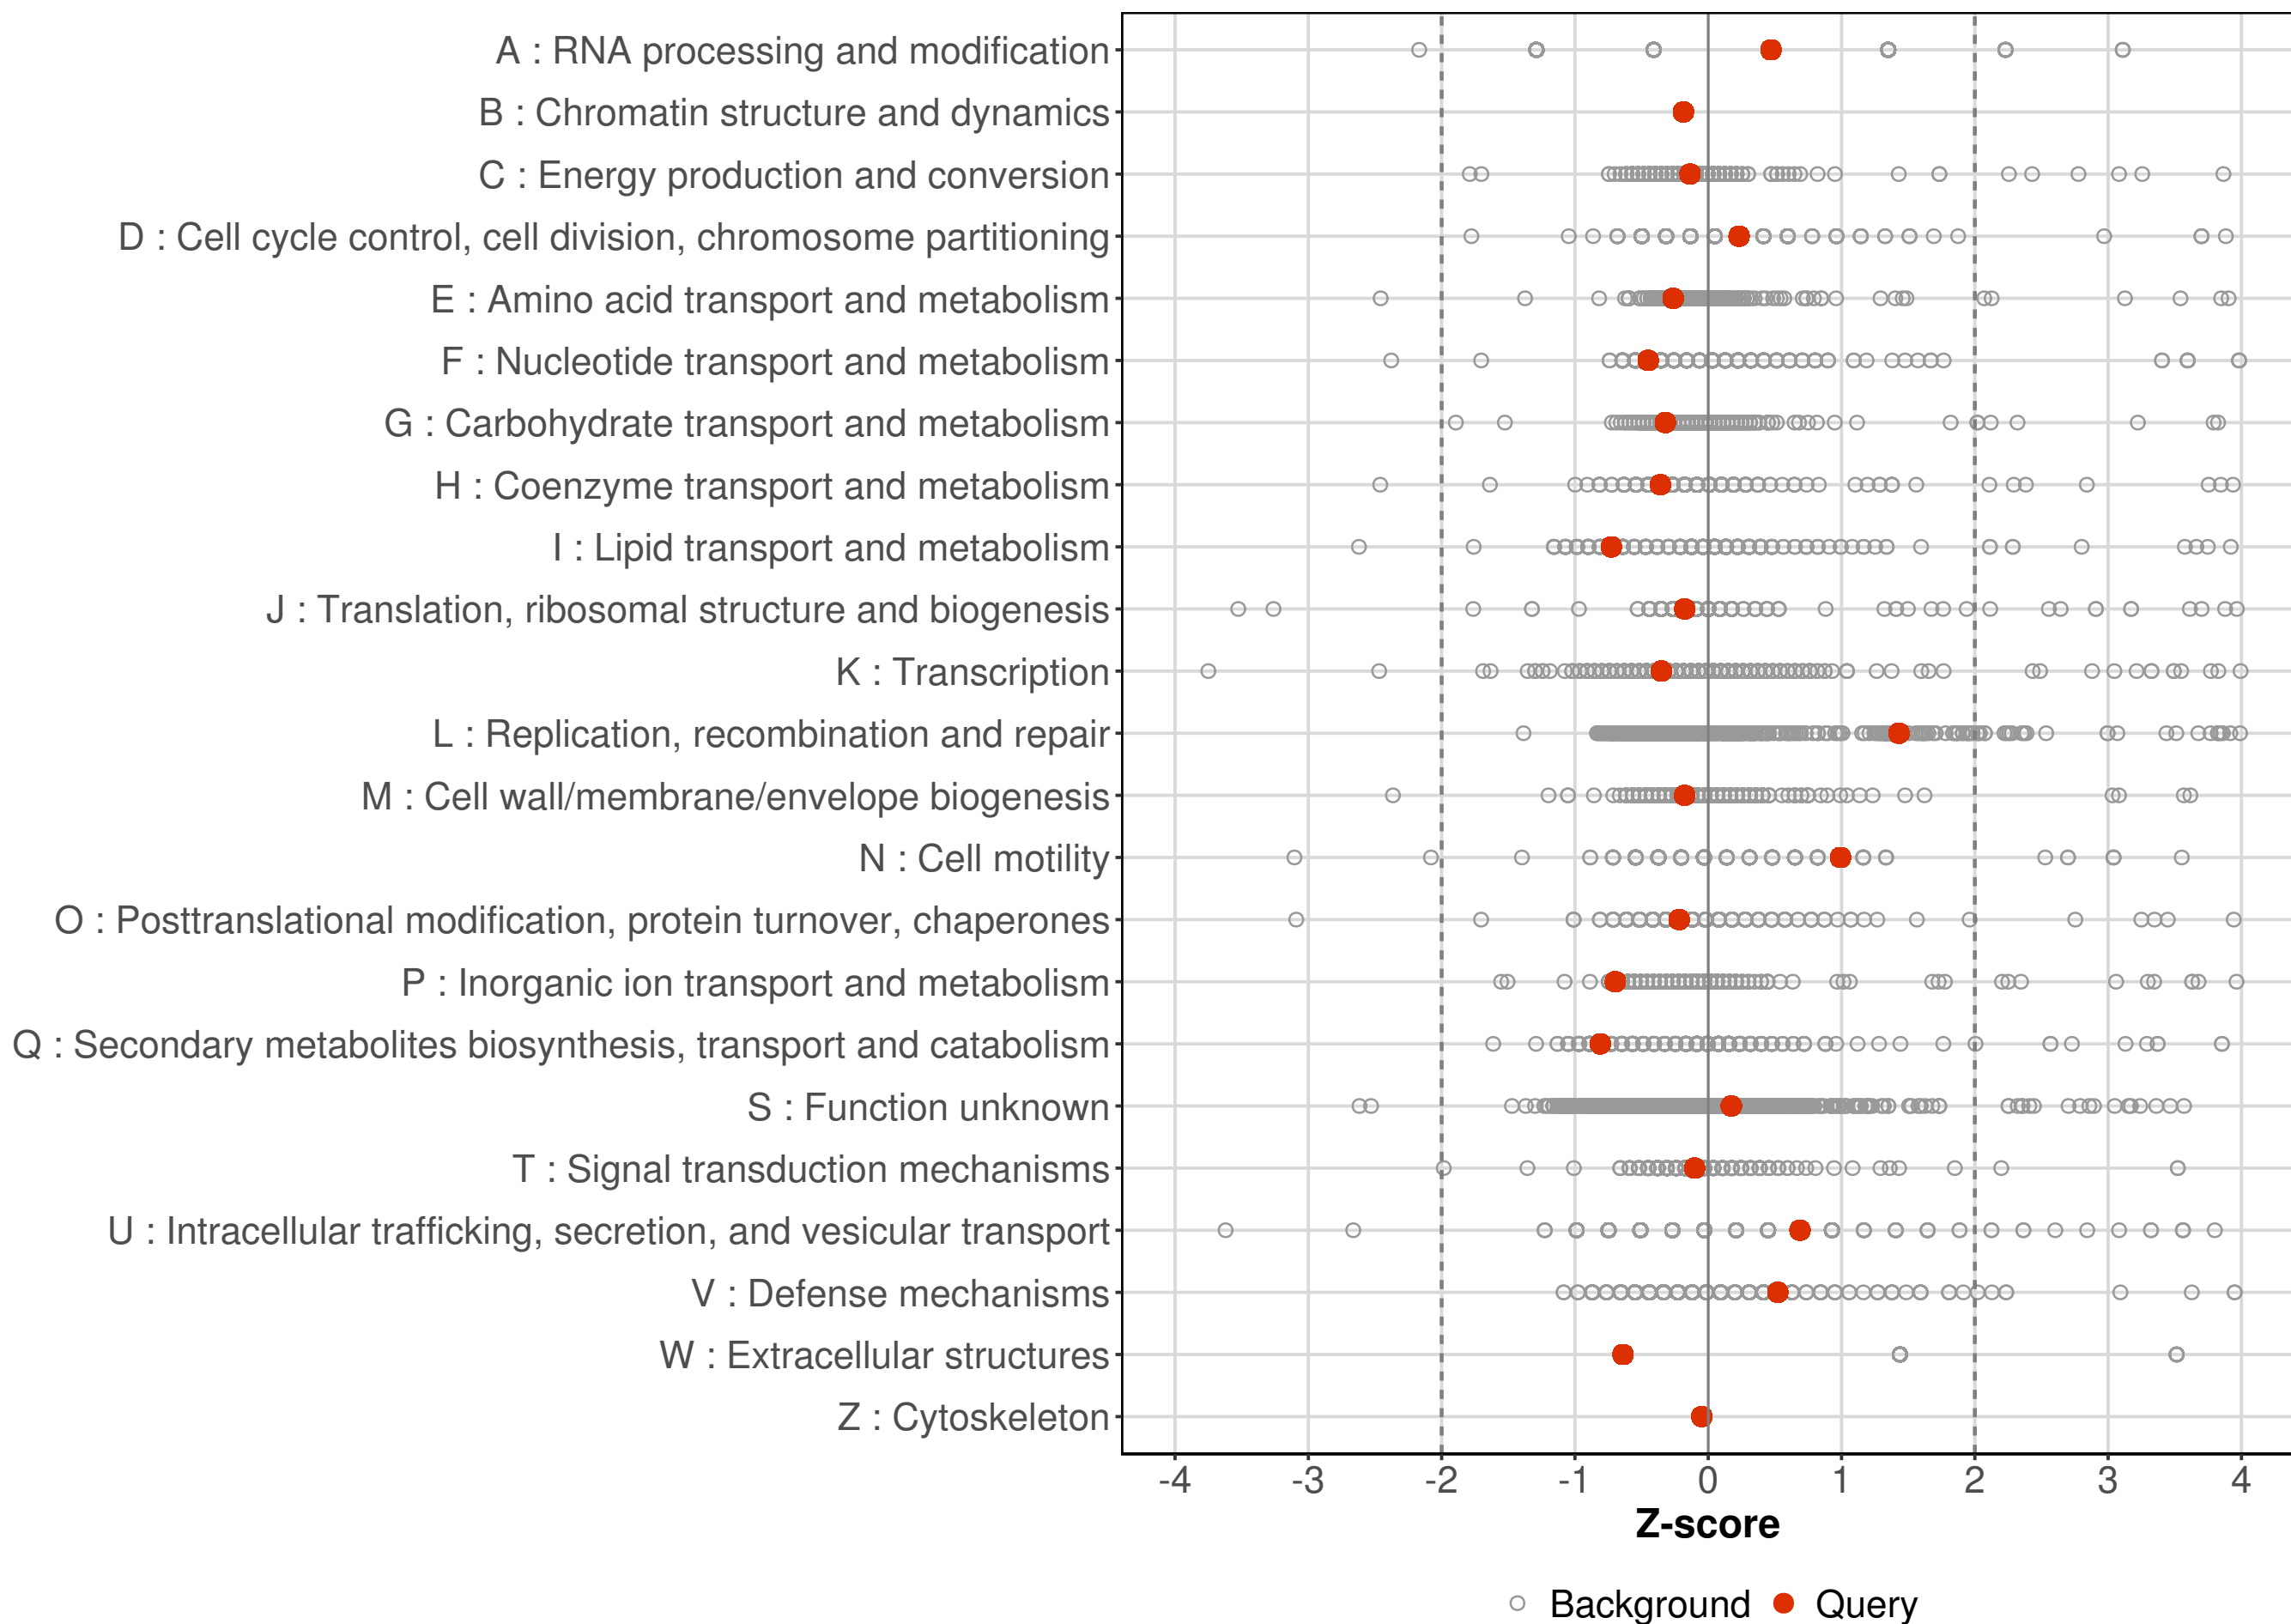 A : RNA processing and modification
B : Chromatin structure and dynamics
C : Energy production and conversion
D : Cell cycle control, cell division, chromosome partitioning
E : Amino acid transport and metabolism
F : Nucleotide transport and metabolism
G : Carbohydrate transport and metabolism
H : Coenzyme transport and metabolism
I : Lipid transport and metabolism
J : Translation, ribosomal structure and biogenesis
K : Transcription
L : Replication, recombination and repair
M : Cell wall/membrane/envelope biogenesis
N : Cell motility
O : Posttranslational modification, protein turnover, chaperones
P : Inorganic ion transport and metabolism
Q : Secondary metabolites biosynthesis, transport and catabolism
S : Function unknown
T : Signal transduction mechanisms
U : Intracellular trafficking, secretion, and vesicular transport
V : Defense mechanisms
W : Extracellular structures
Z : Cytoskeleton
-4 -3 -2 -1 0 1 2 3 4
Z-score
Background Query